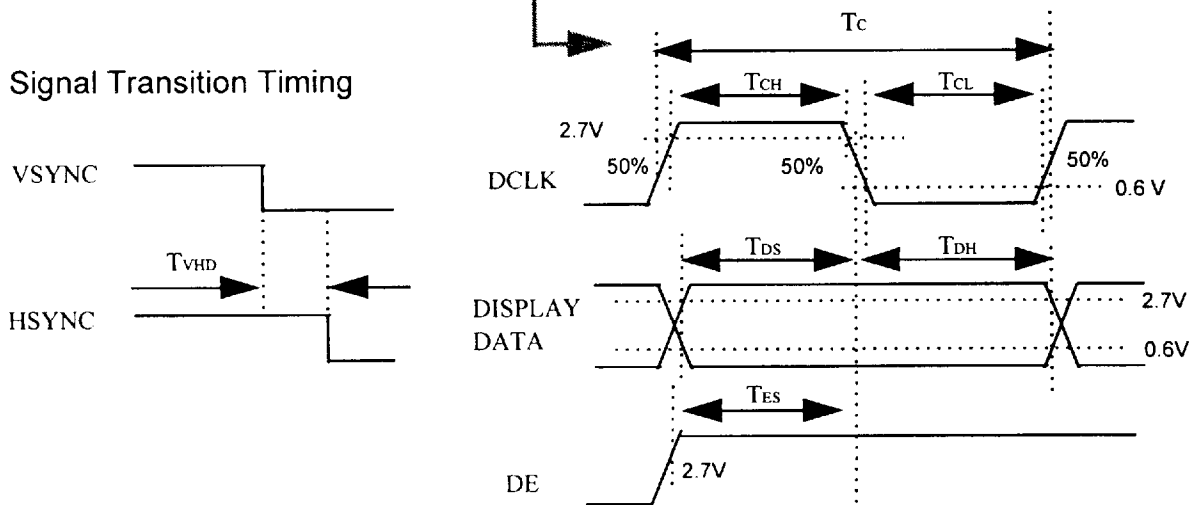 Tc
Signal Transition Timing
TCH
TCL
2.7V
VSYNC
50%
50%
50%
DCLK
0.6 V
TVHD
TDS
TDH
HSYNC
DISPLAY
DATA
2.7V
0.6V
TES
2.7V
DE